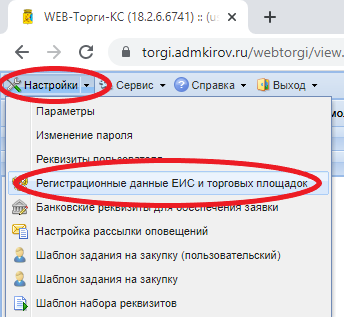 WEB-Торги-КС (18.2.6.6741) :: (us
torgi.admkirov.ru/webtorgi/view.
Настройки Сервис Справка Выход
Параметры
Изменение пароля
Реквизиты пользователя
Регистрационные данные ЕИС и торговых площадок
Банковские реквизиты для обеспечения заявки
Настройка рассылки оповещений
Шаблон задания на закупку (пользовательский)
Шаблон задания на закупку
Шаблон набора реквизитов